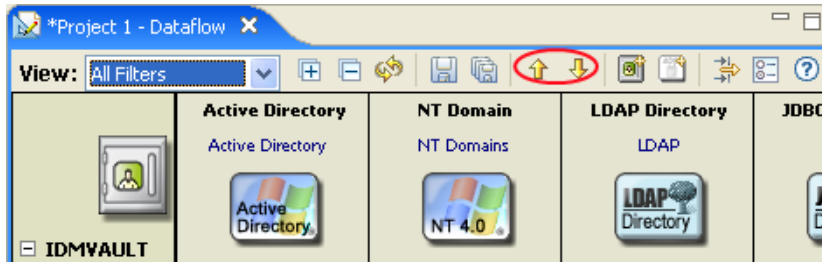 *Project 1 - Dataflow
View: All Filters
Active Directory
NT Domain
LDAP Directory
Active Directory
NT Domains
LDAP
Active Directory
NT 4.0
LDAP
Directory
IDMVAULT